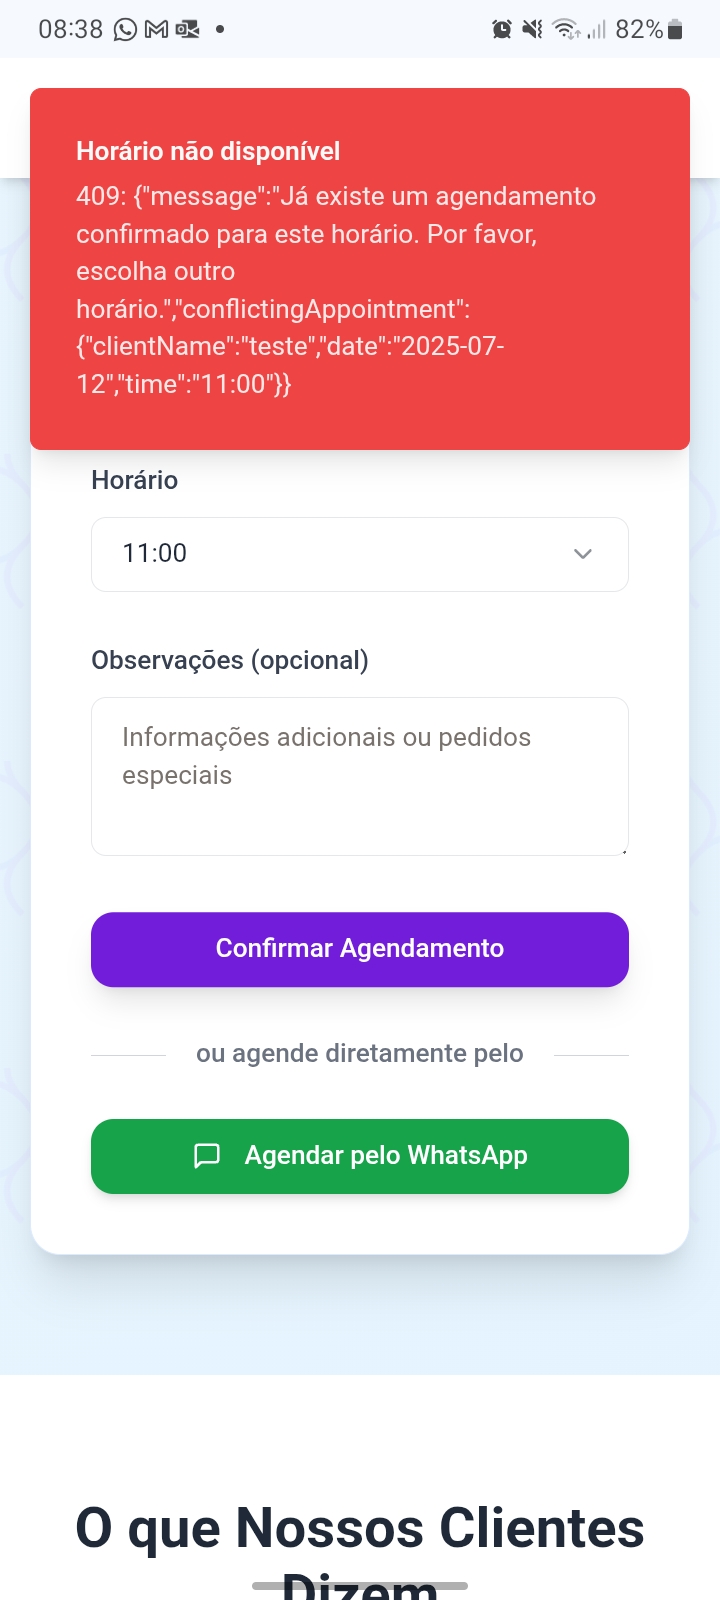 08:38
82%
Horário não disponível
409: {"message":"Já existe um agendamento
confirmado para este horário. Por favor,
escolha outro
horário.","conflictingAppointment":
{"clientName":"teste","date":"2025-07-
12","time":"11:00"}}
Horário
11:00
Observações (opcional)
Informações adicionais ou pedidos
especiais
Confirmar Agendamento
ou agende diretamente pelo
Agendar pelo WhatsApp
O que Nossos Clientes
Dizem